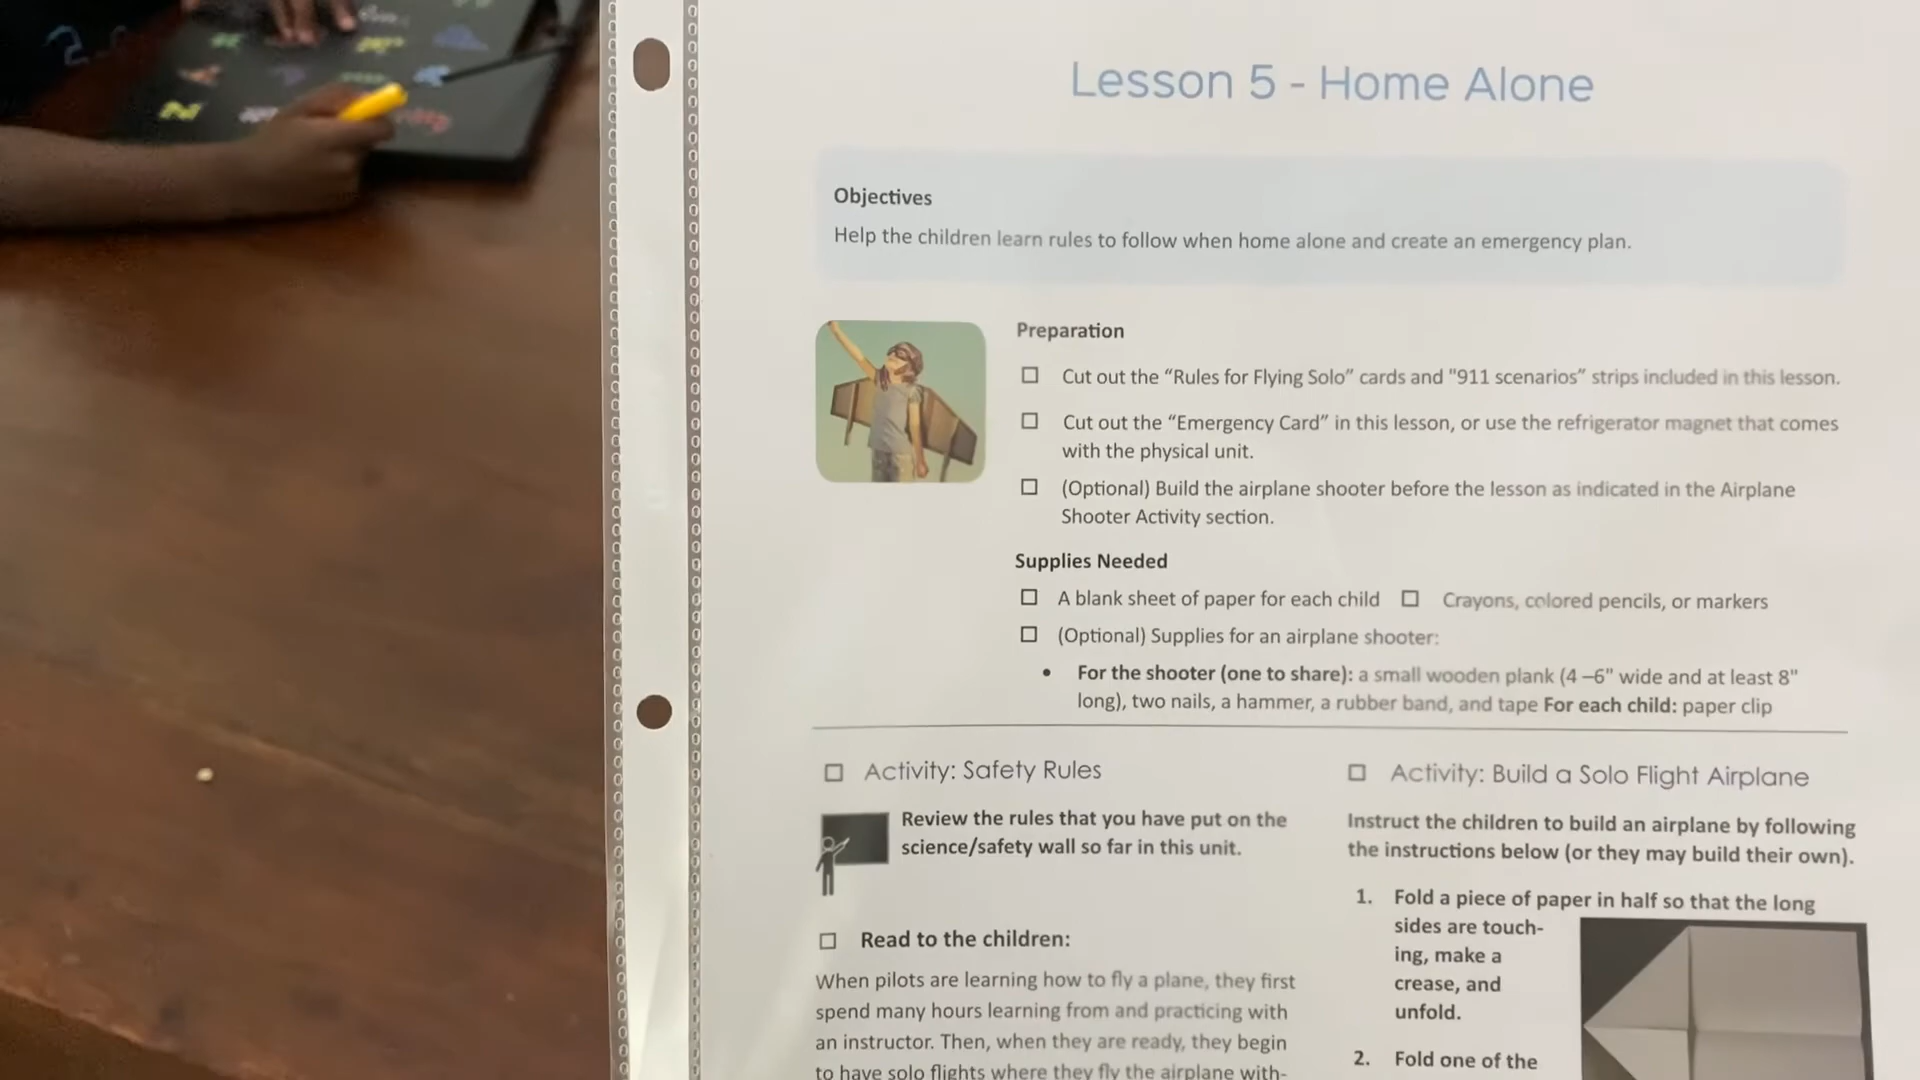 Lesson 5 - Home Alone
Objectives
Help the children learn rules to follow when home alone and create an emergency plan.
Preparation
Cut out the “Rules for Flying Solo” cards and "911 scenarios” strips included in this lesson.
Cut out the “Emergency Card” in this lesson, or use the refrigerator magnet that comes
with the physical unit.
(Optional) Build the airplane shooter before the lesson as indicated in the Airplane
Shooter Activity section.
Supplies Needed
A blank sheet of paper for each child
Crayons, colored pencils, or markers
(Optional) Supplies for an airplane shooter:
• For the shooter (one to share): a small wooden plank (4 –6" wide and at least 8"
long), two nails, a hammer, a rubber band, and tape For each child: paper clip
Activity: Safety Rules
Review the rules that you have put on the
science/safety wall so far in this unit.
Read to the children:
When pilots are learning how to fly a plane, they first
spend many hours learning from and practicing with
an instructor. Then, when they are ready, they begin
to have solo flights where they fly the airplane with-
Activity: Build a Solo Flight Airplane
Instruct the children to build an airplane by following
the instructions below (or they may build their own).
1. Fold a piece of paper in half so that the long
sides are touch-
ing, make a
crease, and
unfold.
2. Fold one of the